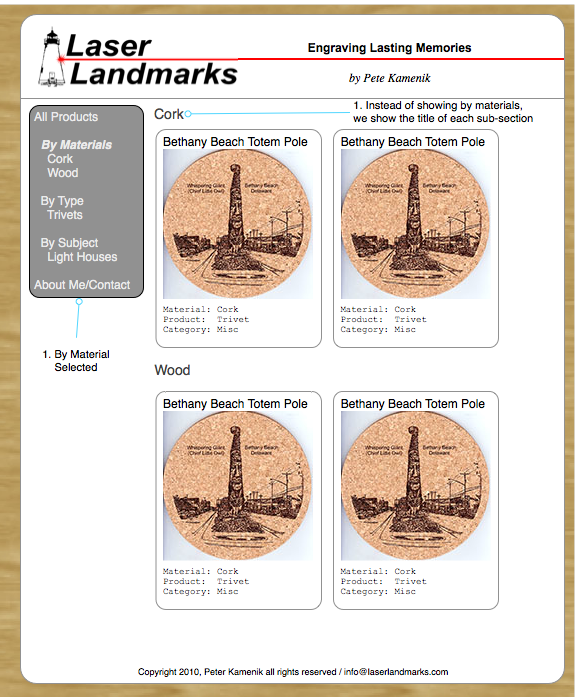 Laser
Landmarks
Engraving Lasting Memories
by Pete Kamenik
All Products
By Materials
Cork
Wood
By Type
Trivets
By Subject
Light Houses
About Me/Contact
1. By Material
Selected
Cork
1. Instead of showing by materials,
we show the title of each sub-section
Bethany Beach Totem Pole
Whispering Giant
(Chief Little Owl)
Bethany Beach
Delaware
Material: Cork
Product: Trivet
Category: Misc
Bethany Beach Totem Pole
Whispering Giant
(Chief Little Owl)
Bethany Beach
Delaware
Material: Cork
Product: Trivet
Category: Misc
Wood
Bethany Beach Totem Pole
Whispering Giant
(Chief Little Owl)
Bethany Beach
Delaware
Material: Cork
Product: Trivet
Category: Misc
Bethany Beach Totem Pole
Whispering Giant
(Chief Little Owl)
Bethany Beach
Delaware
Material: Cork
Product: Trivet
Category: Misc
Copyright 2010, Peter Kamenik all rights reserved / info@laserlandmarks.com